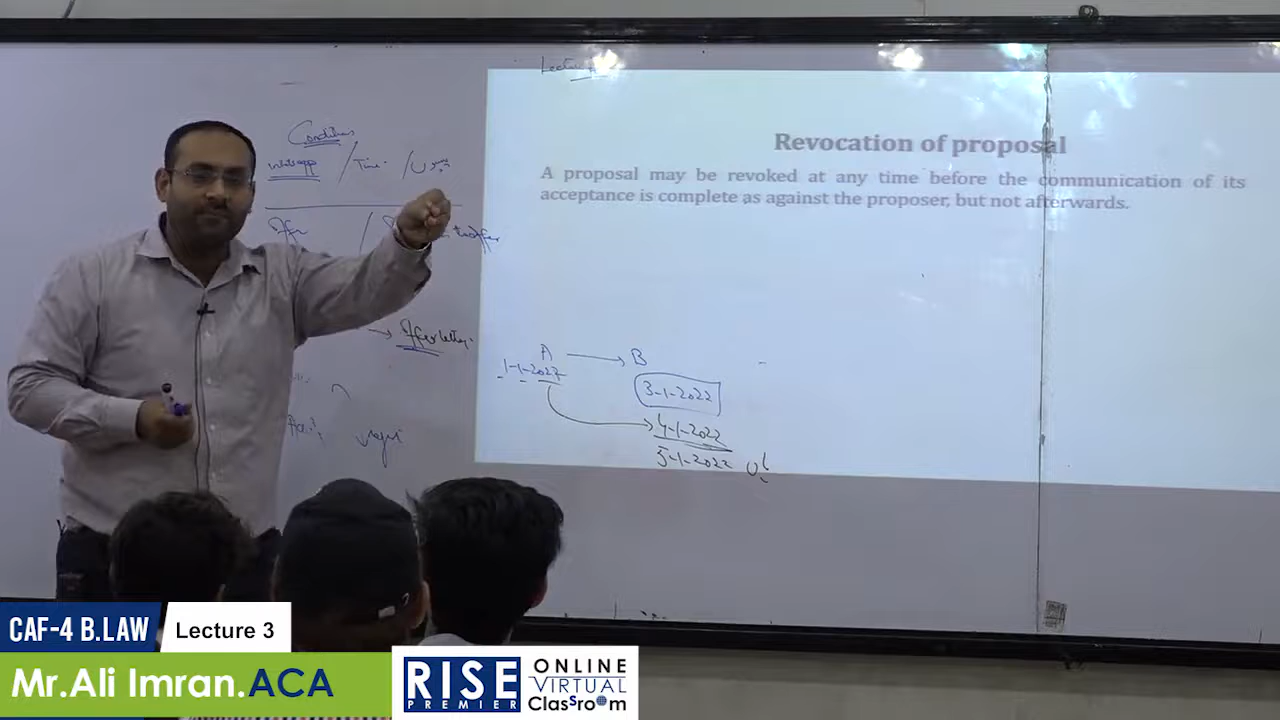 Conditions
Whatsapp / Time /
Offer /
→ Offer letter
Revocation of proposal
A proposal may be revoked at any time before the communication of its
acceptance is complete as against the proposer, but not afterwards.
A → B
1-1-2022
3-1-2022
4-1-2022
5-1-2022
CAF-4 B.LAW
Lecture 3
Mr.Ali Imran.ACA
RISE
PREMIER
ONLINE
VIRTUAL
Classroom